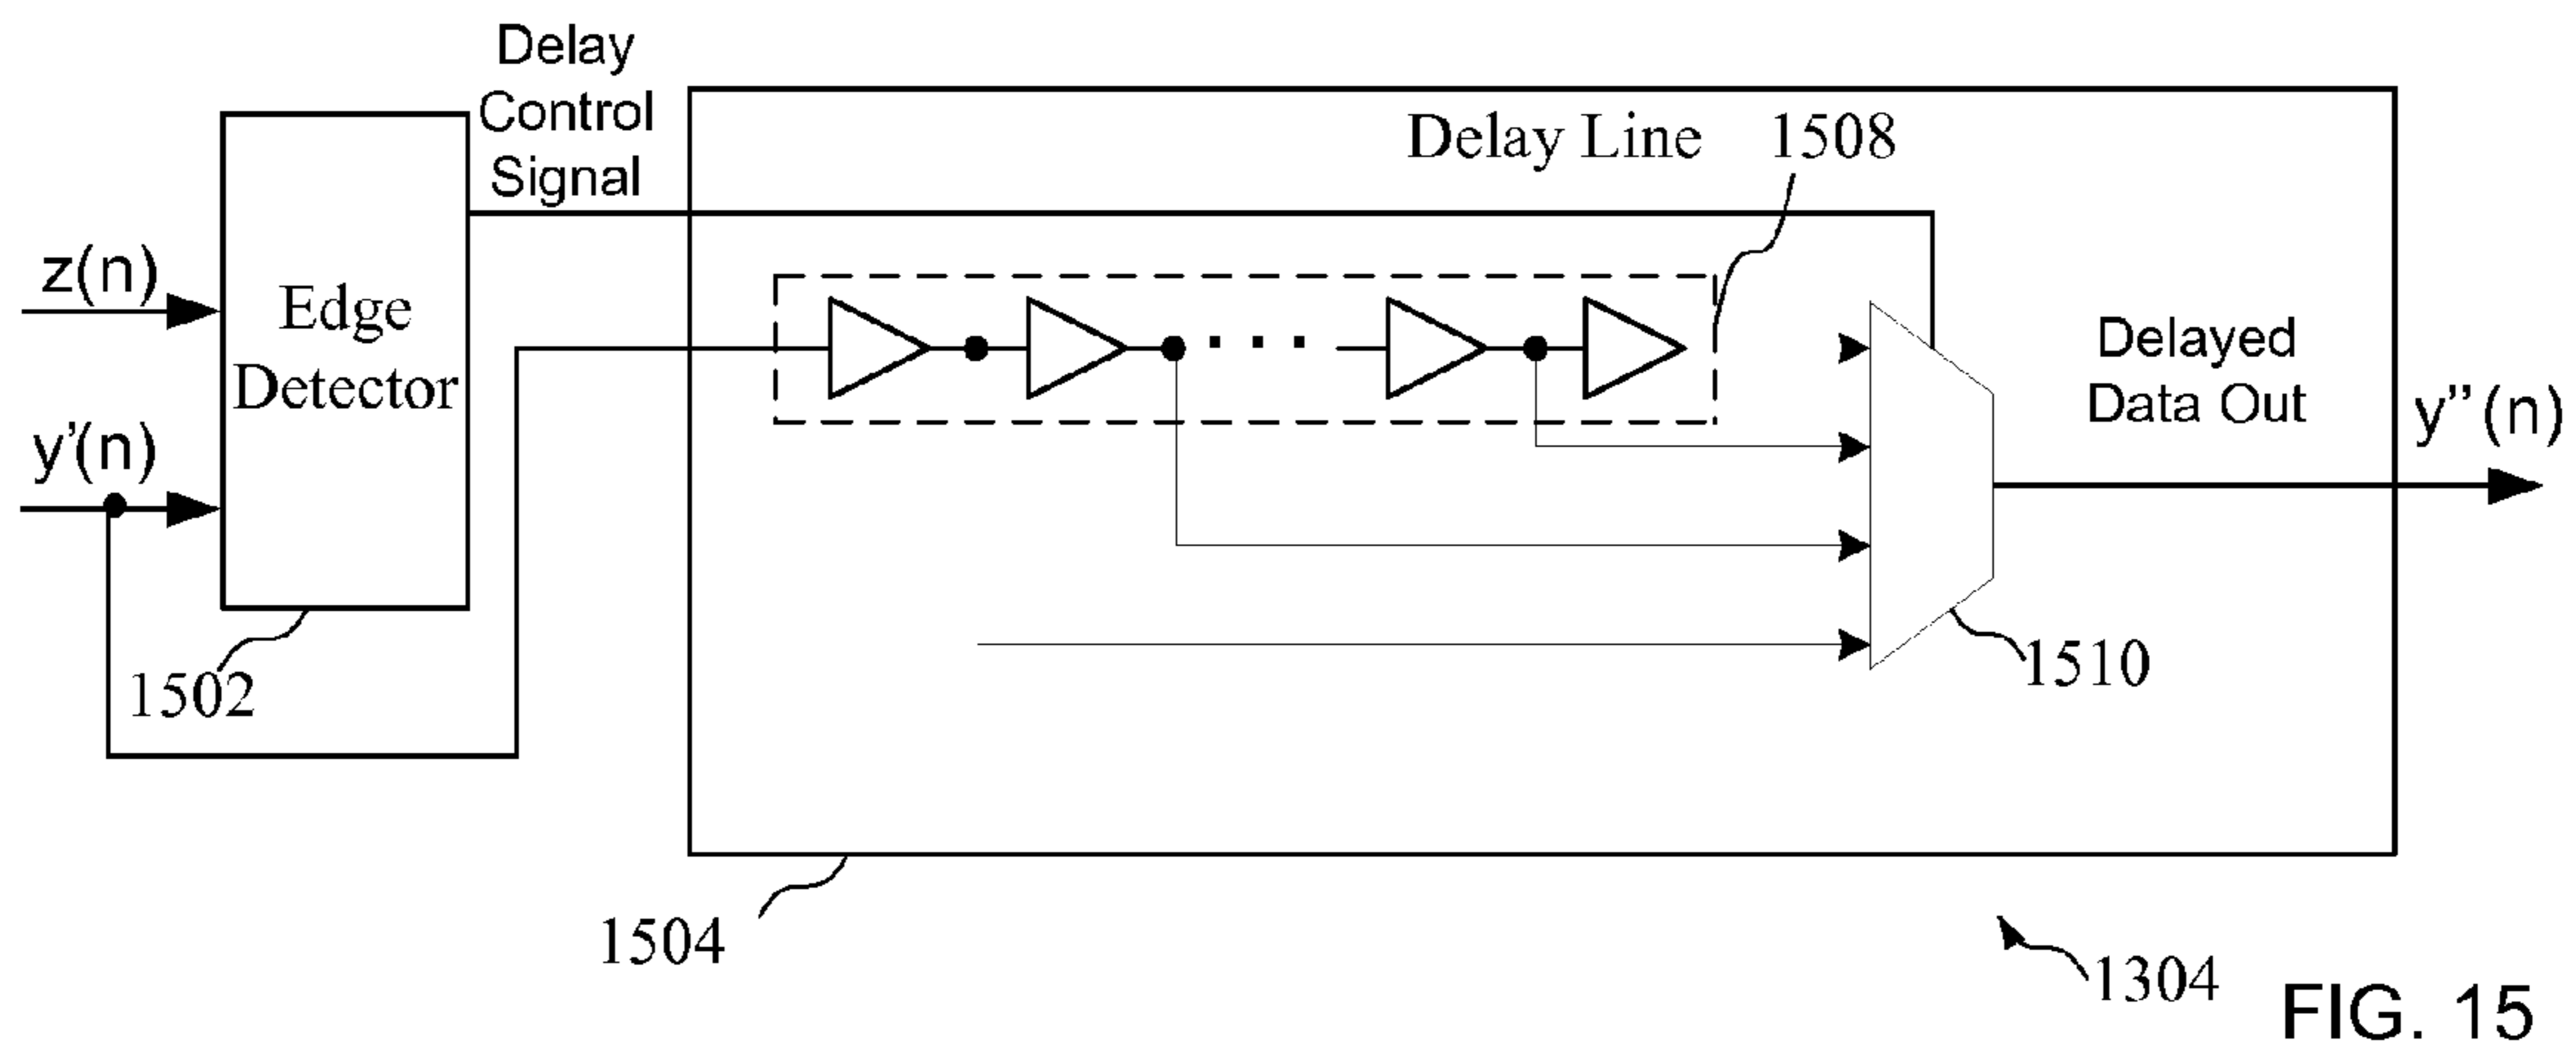 Delay
Control
Signal
Delay Line
1508
z(n)
Edge
Detector
y'(n)
Delayed
Data Out
y''(n)
1502
1510
1504
1304
FIG. 15